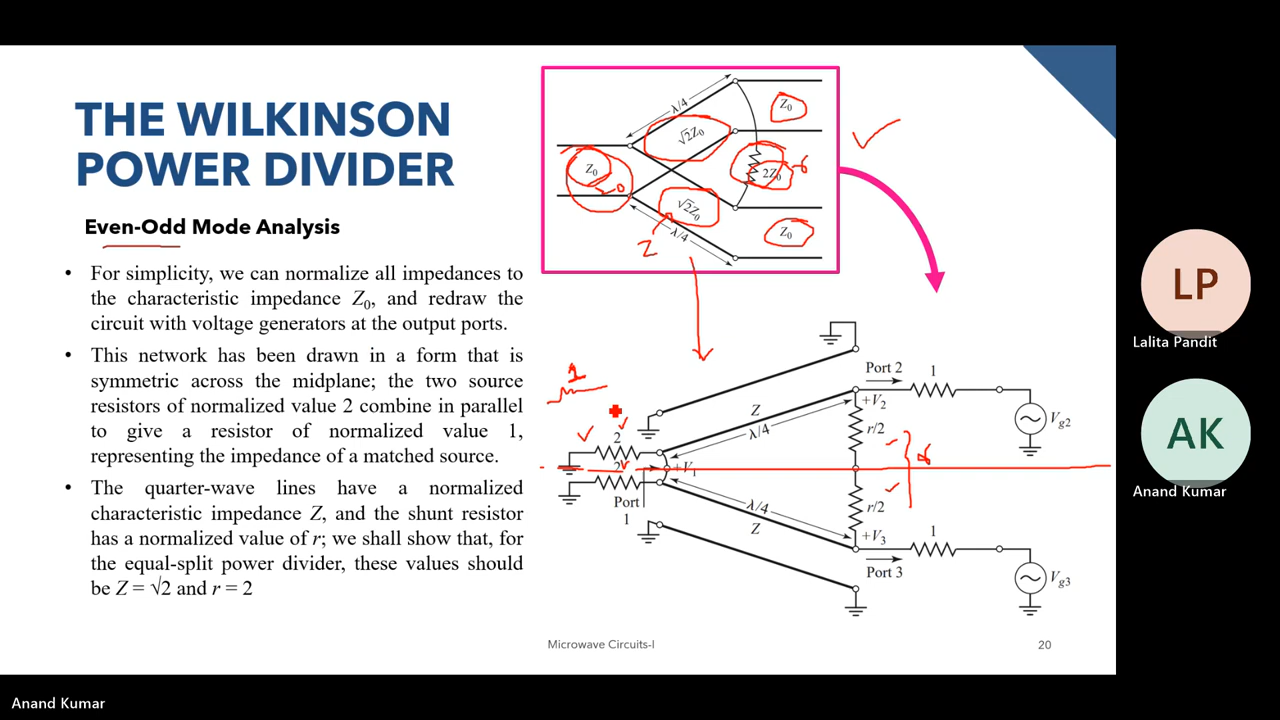 THE WILKINSON
POWER DIVIDER
Even-Odd Mode Analysis
• For simplicity, we can normalize all impedances to
the characteristic impedance Z₀, and redraw the
circuit with voltage generators at the output ports.
• This network has been drawn in a form that is
symmetric across the midplane; the two source
resistors of normalized value 2 combine in parallel
to give a resistor of normalized value 1,
representing the impedance of a matched source.
• The quarter-wave lines have a normalized
characteristic impedance Z, and the shunt resistor
has a normalized value of r; we shall show that, for
the equal-split power divider, these values should
be Z = √2 and r = 2
λ/4
Z₀
√2Z₀
Z₀
2Z₀
√2Z₀
Z₀
λ/4
Z
1
Port 2
1
+V₂
Z
λ/4
r/2
Vg2
2
2
+V₁
Port
1
λ/4
Z
r/2
+V₃
Port 3
1
Vg3
Microwave Circuits-I
20
LP
Lalita Pandit
AK
Anand Kumar
Anand Kumar